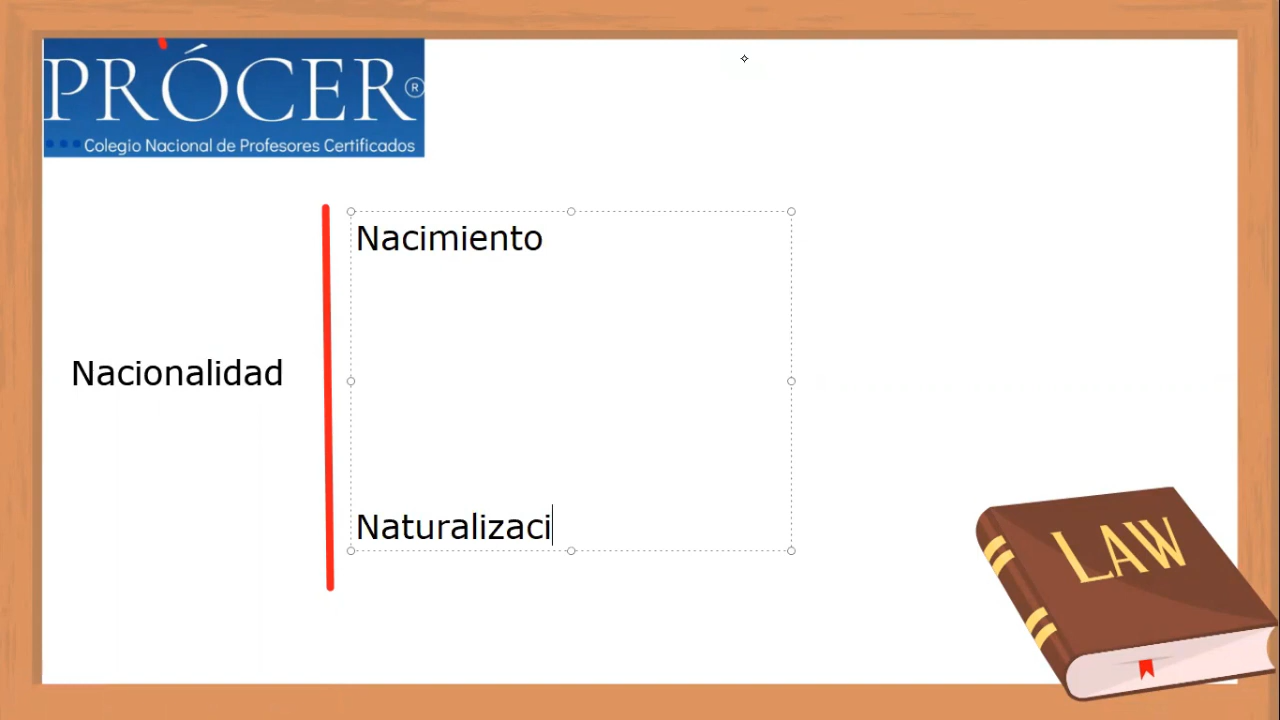 PRÓCER®
Colegio Nacional de Profesores Certificados
Nacimiento
Nacionalidad
Naturalizaci
LAW